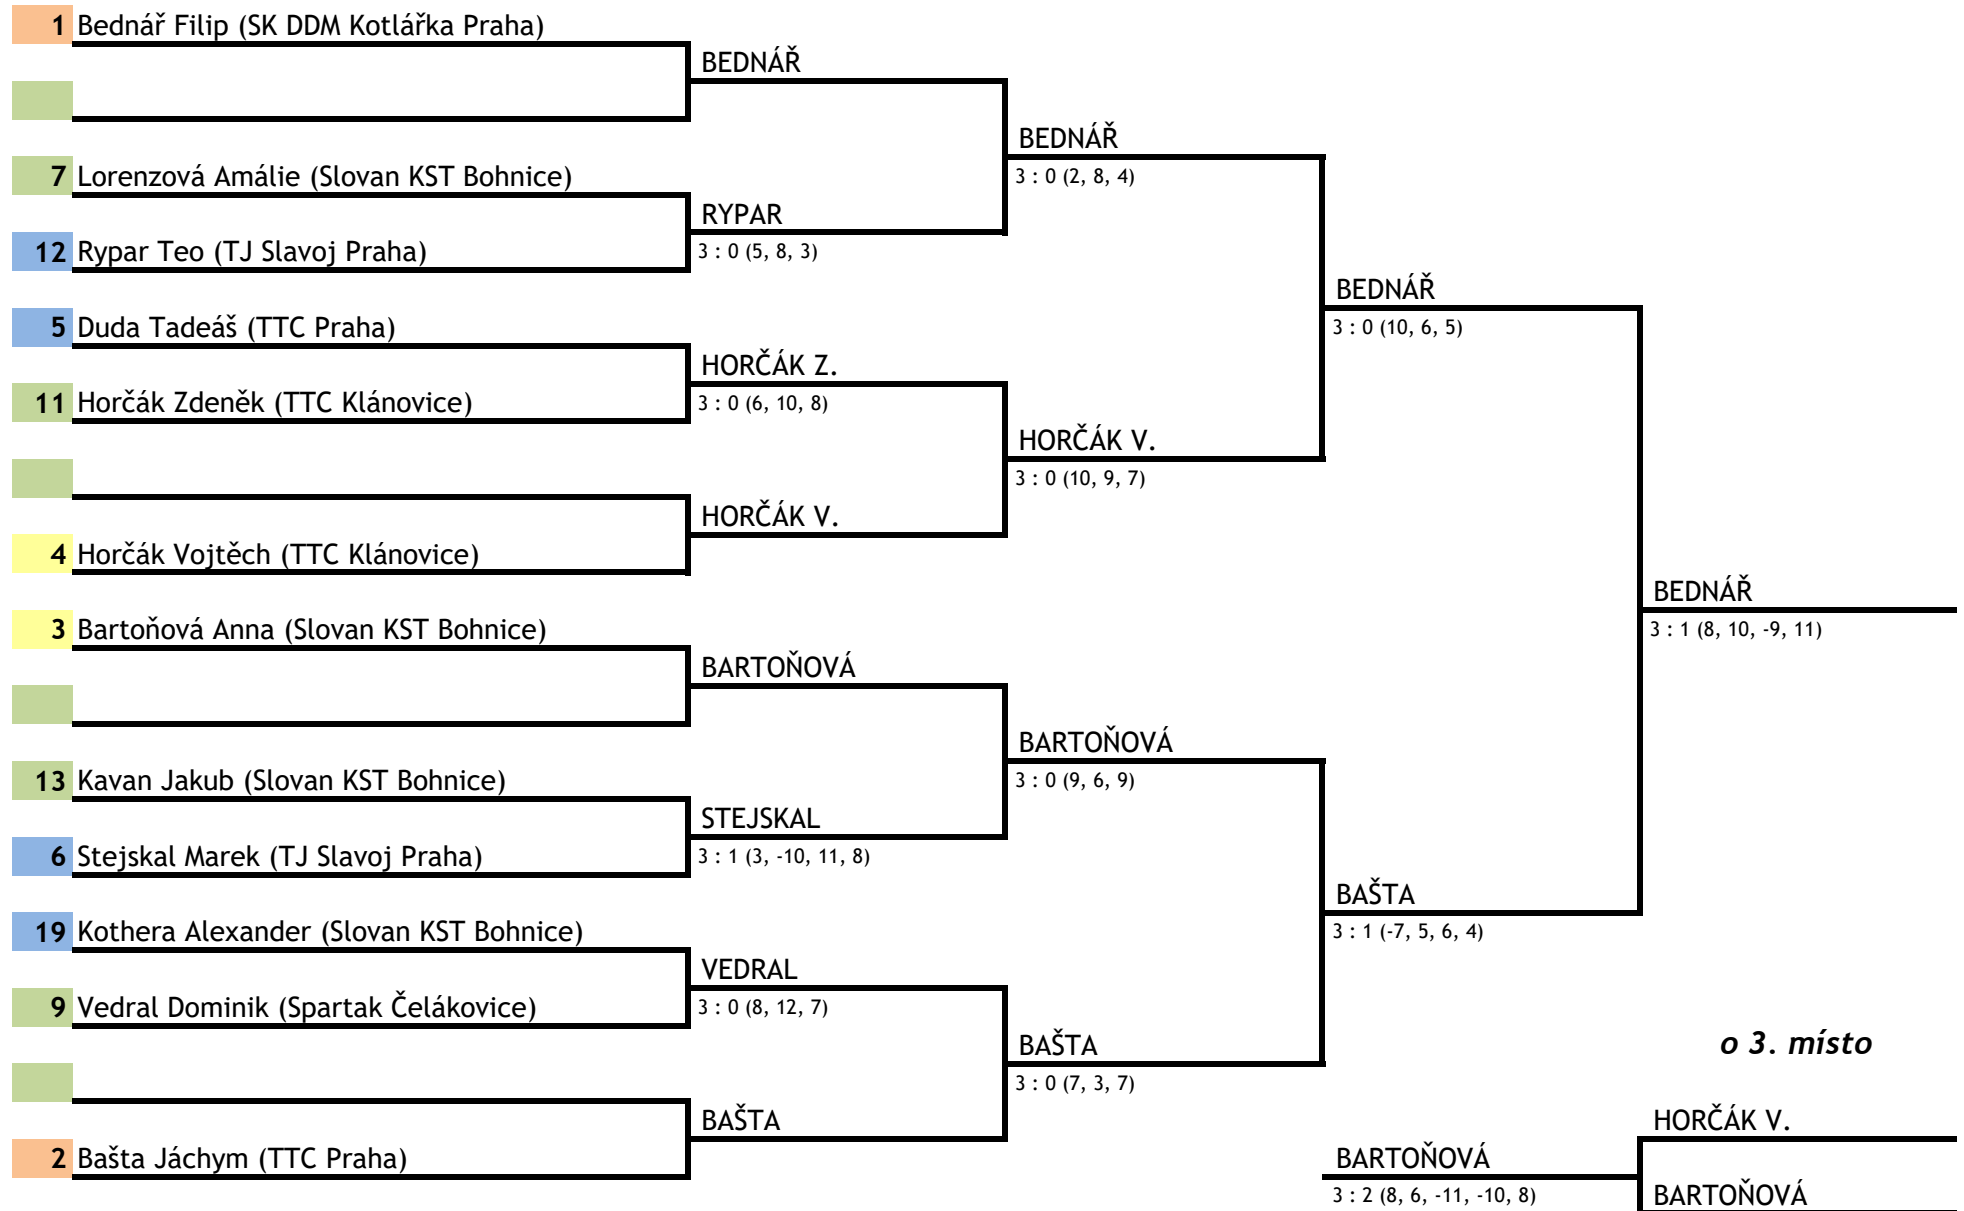 1 Bednář Filip (SK DDM Kotlářka Praha)
BEDNÁŘ
BEDNÁŘ
3 : 0 (2, 8, 4)
7 Lorenzová Amálie (Slovan KST Bohnice)
RYPAR
12 Rypar Teo (TJ Slavoj Praha)
3 : 0 (5, 8, 3)
BEDNÁŘ
3 : 0 (10, 6, 5)
5 Duda Tadeáš (TTC Praha)
HORČÁK Z.
11 Horčák Zdeněk (TTC Klánovice)
3 : 0 (6, 10, 8)
HORČÁK V.
3 : 0 (10, 9, 7)
HORČÁK V.
4 Horčák Vojtěch (TTC Klánovice)
BEDNÁŘ
3 : 1 (8, 10, -9, 11)
3 Bartoňová Anna (Slovan KST Bohnice)
BARTOŇOVÁ
BARTOŇOVÁ
3 : 0 (9, 6, 9)
13 Kavan Jakub (Slovan KST Bohnice)
STEJSKAL
6 Stejskal Marek (TJ Slavoj Praha)
3 : 1 (3, -10, 11, 8)
BAŠTA
3 : 1 (-7, 5, 6, 4)
19 Kothera Alexander (Slovan KST Bohnice)
VEDRAL
9 Vedral Dominik (Spartak Čelákovice)
3 : 0 (8, 12, 7)
BAŠTA
3 : 0 (7, 3, 7)
BAŠTA
2 Bašta Jáchym (TTC Praha)
o 3. místo
HORČÁK V.
BARTOŇOVÁ
3 : 2 (8, 6, -11, -10, 8)
BARTOŇOVÁ